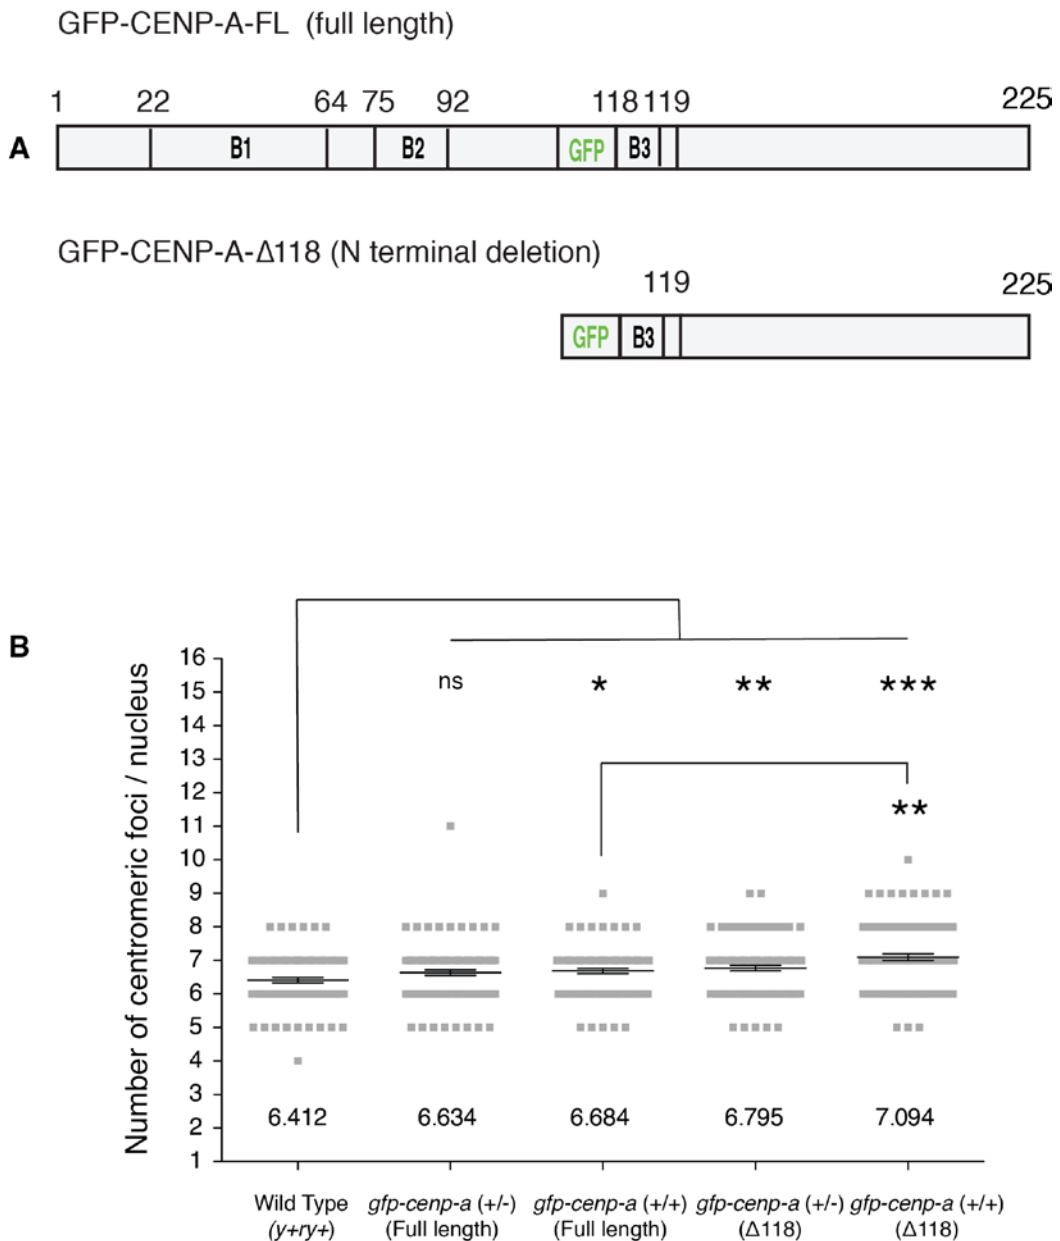 GFP-CENP-A-FL (full length)
1 22 64 75 92 118 119 225
A
B1 B2 GFP B3
GFP-CENP-A-Δ118 (N terminal deletion)
119 225
GFP B3
B
Number of centromeric foci / nucleus
16
15
14
13
12
11
10
9
8
7
6
5
4
3
2
1
ns * ** ***
**
6.412 6.634 6.684 6.795 7.094
Wild Type gfp-cenp-a (+/-) gfp-cenp-a (+/+) gfp-cenp-a (+/-) gfp-cenp-a (+/+)
(y+ry+) (Full length) (Full length) (Δ118) (Δ118)